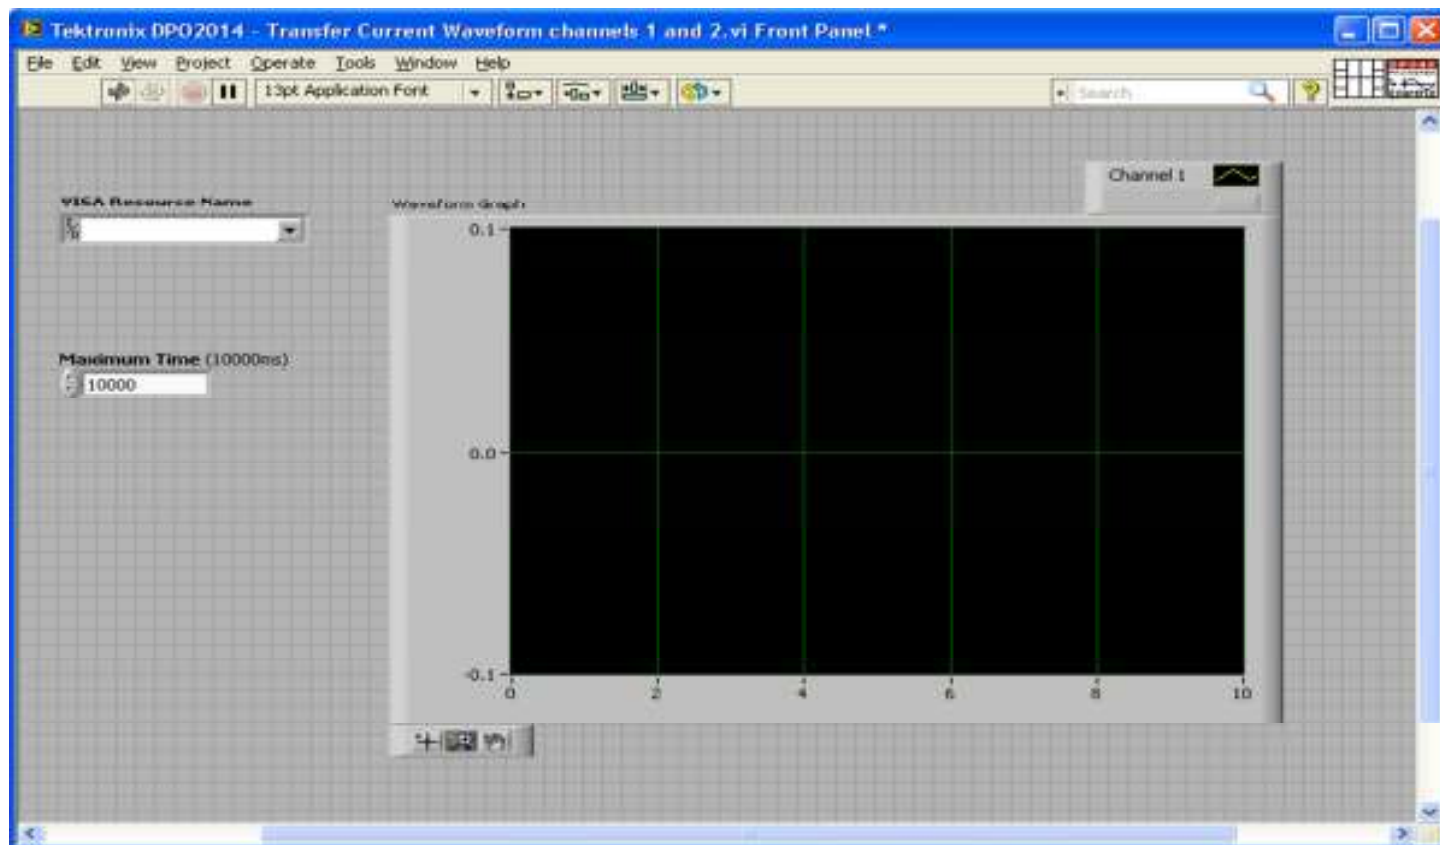 Tektronix DPO2014 - Transfer Current Waveform channels 1 and 2.vi Front Panel *
File Edit View Project Operate Tools Window Help
13pt Application Font
Search
Channel 1
VISA Resource Name
Waveform Graph
0.1
Maximum Time (10000ms)
10000
0.0
-0.1
0 2 4 6 8 10